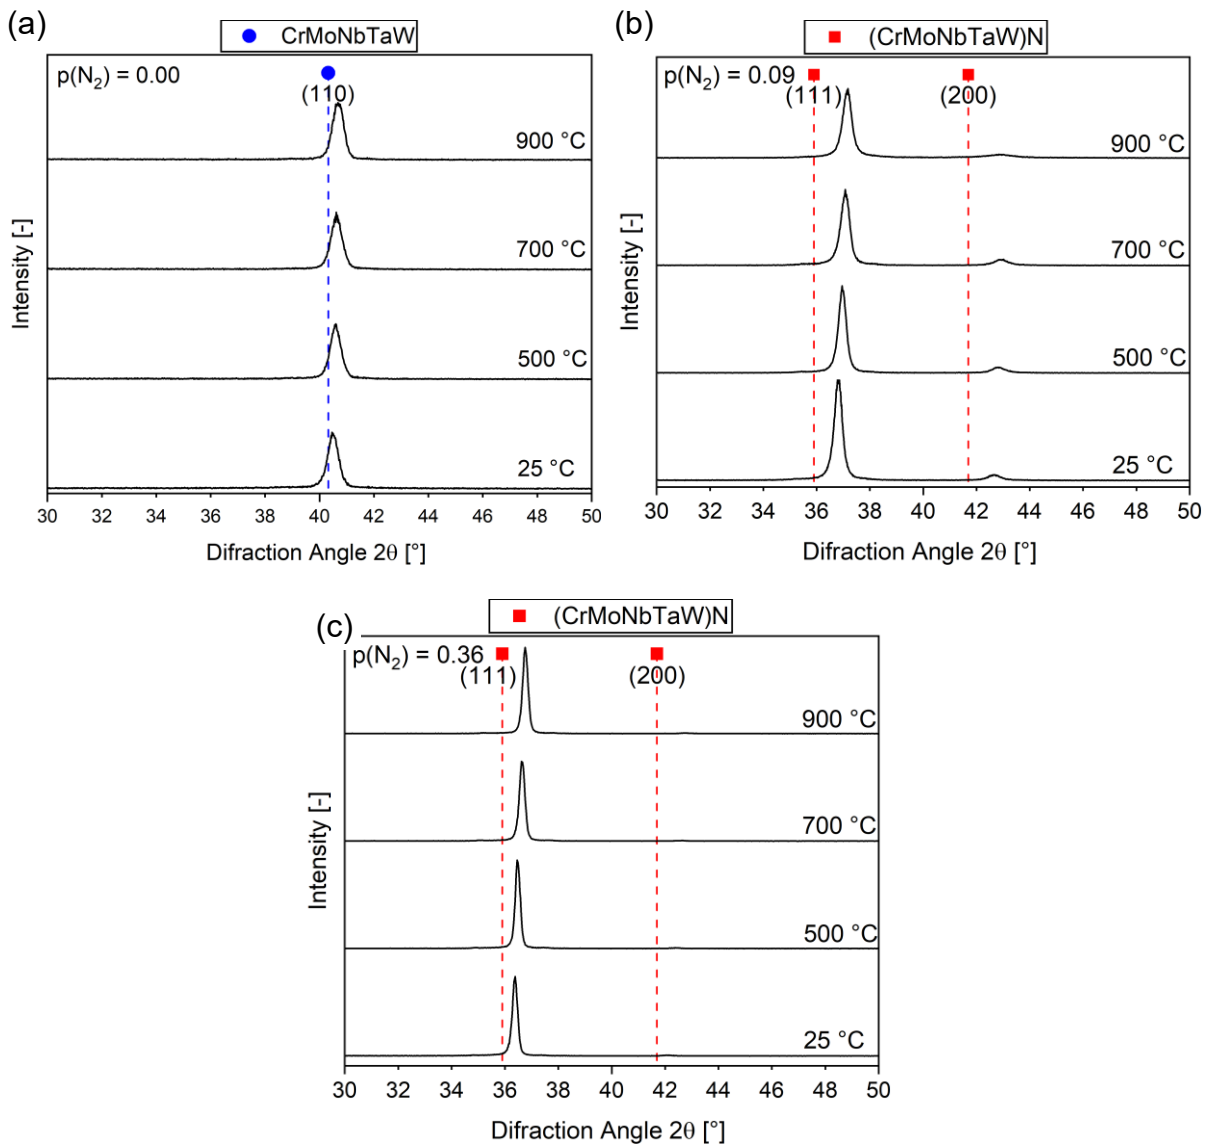 (a)
CrMoNbTaW
p(N₂) = 0.00
(110)
900 °C
700 °C
500 °C
25 °C
Intensity [-]
30 32 34 36 38 40 42 44 46 48 50
Difraction Angle 2θ [°]
(b)
(CrMoNbTaW)N
p(N₂) = 0.09
(111)
(200)
900 °C
700 °C
500 °C
25 °C
Intensity [-]
30 32 34 36 38 40 42 44 46 48 50
Difraction Angle 2θ [°]
(c)
(CrMoNbTaW)N
p(N₂) = 0.36
(111)
(200)
900 °C
700 °C
500 °C
25 °C
Intensity [-]
30 32 34 36 38 40 42 44 46 48 50
Difraction Angle 2θ [°]